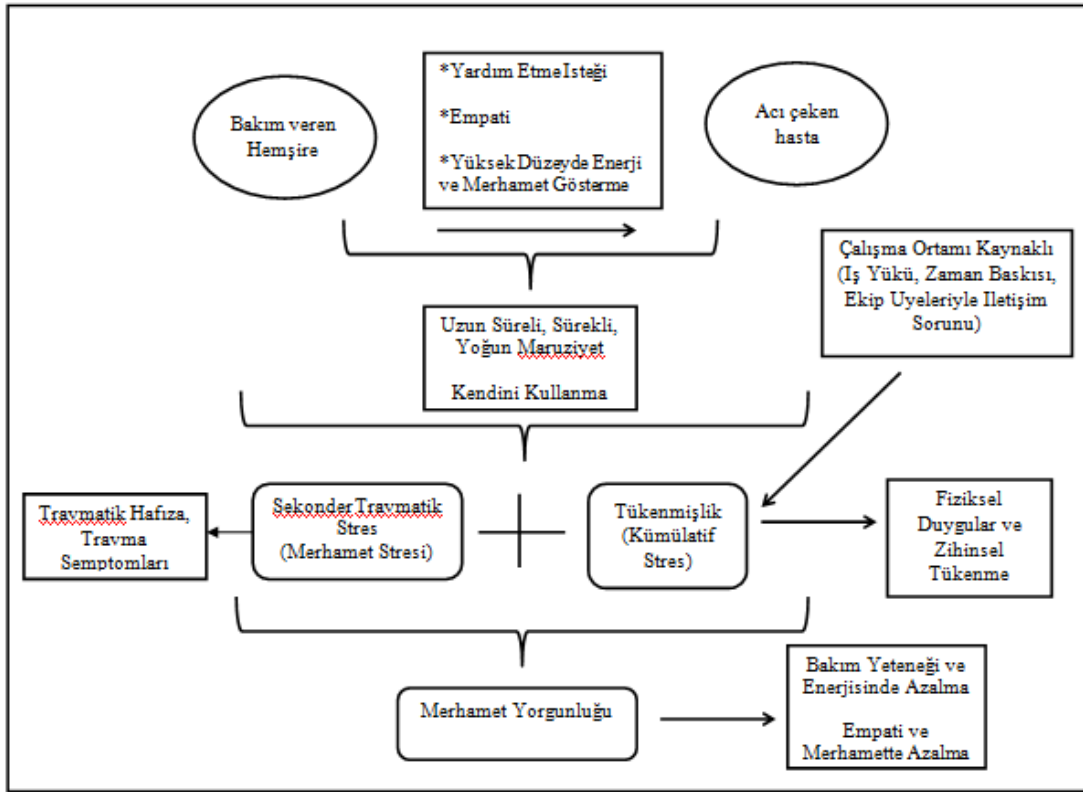 Bakım veren
Hemşire
*Yardım Etme Isteği
*Empati
*Yüksek Düzeyde Enerji
ve Merhamet Gösterme
Acı çeken
hasta
Çalışma Ortamı Kaynaklı
(Iş Yükü, Zaman Baskısı,
Ekip Uyeleriyle Iletişim
Sorunu)
Uzun Süreli, Sürekli,
Yoğun Maruziyet
Kendini Kullanma
Travmatik Hafıza,
Travma
Semptomları
Sekonder Travmatik
Stres
(Merhamet Stresi)
Tükenmişlik
(Kümülatif
Stres)
Fiziksel
Duygular ve
Zihinsel
Tükenme
Merhamet Yorgunluğu
Bakım Yeteneği ve
Enerjisinde Azalma
Empati ve
Merhamette Azalma